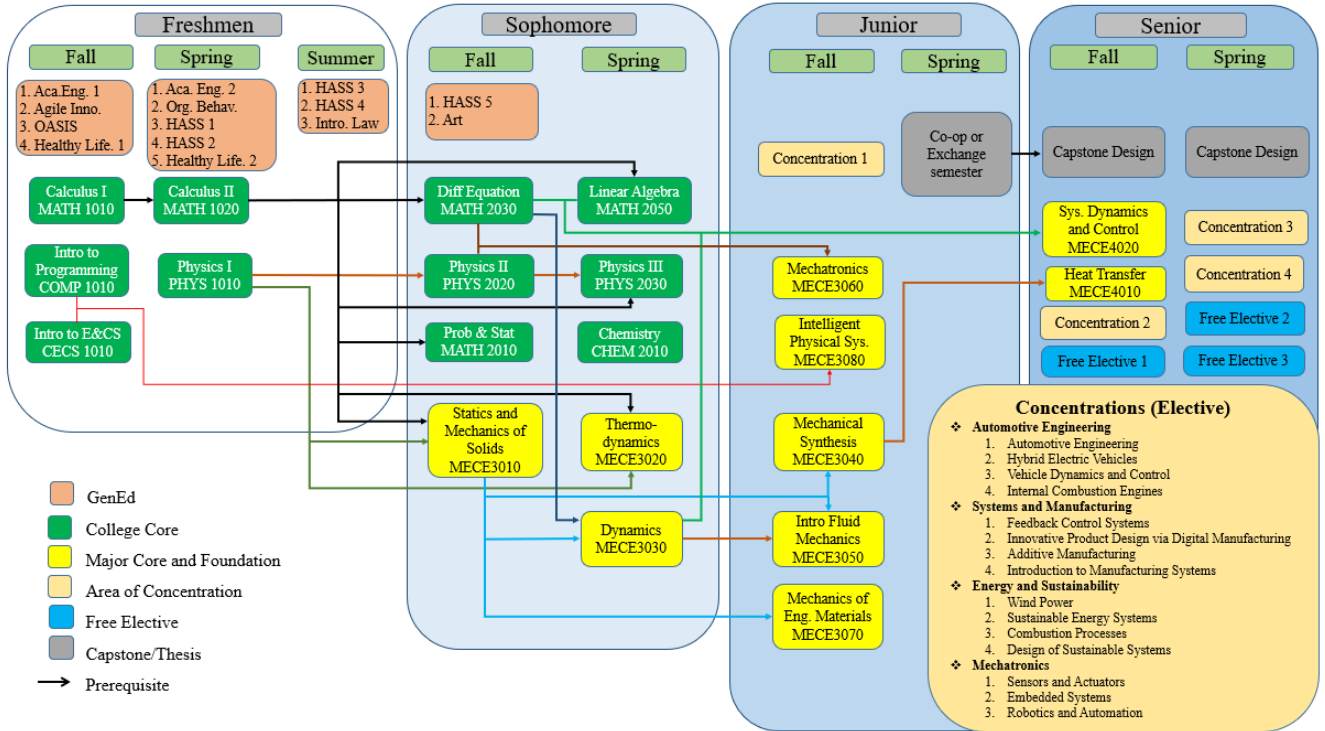 Freshmen
Fall
Spring
Summer
1. Aca.Eng. 1
2. Agile Inno.
3. OASIS
4. Healthy Life. 1
1. Aca. Eng. 2
2. Org. Behav.
3. HASS 1
4. HASS 2
5. Healthy Life. 2
1. HASS 3
2. HASS 4
3. Intro. Law
Calculus I
MATH 1010
Calculus II
MATH 1020
Intro to
Programming
COMP 1010
Physics I
PHYS 1010
Intro to E&CS
CECS 1010
Sophomore
Fall
Spring
1. HASS 5
2. Art
Diff Equation
MATH 2030
Linear Algebra
MATH 2050
Physics II
PHYS 2020
Physics III
PHYS 2030
Prob & Stat
MATH 2010
Chemistry
CHEM 2010
Statics and
Mechanics of
Solids
MECE3010
Thermo-
dynamics
MECE3020
Dynamics
MECE3030
Junior
Fall
Spring
Concentration 1
Co-op or
Exchange
semester
Mechatronics
MECE3060
Intelligent
Physical Sys.
MECE3080
Mechanical
Synthesis
MECE3040
Intro Fluid
Mechanics
MECE3050
Mechanics of
Eng. Materials
MECE3070
Senior
Fall
Spring
Capstone Design
Capstone Design
Sys. Dynamics
and Control
MECE4020
Concentration 3
Heat Transfer
MECE4010
Concentration 4
Concentration 2
Free Elective 2
Free Elective 1
Free Elective 3
GenEd
College Core
Major Core and Foundation
Area of Concentration
Free Elective
Capstone/Thesis
Prerequisite
Concentrations (Elective)
❖ Automotive Engineering
1. Automotive Engineering
2. Hybrid Electric Vehicles
3. Vehicle Dynamics and Control
4. Internal Combustion Engines
❖ Systems and Manufacturing
1. Feedback Control Systems
2. Innovative Product Design via Digital Manufacturing
3. Additive Manufacturing
4. Introduction to Manufacturing Systems
❖ Energy and Sustainability
1. Wind Power
2. Sustainable Energy Systems
3. Combustion Processes
4. Design of Sustainable Systems
❖ Mechatronics
1. Sensors and Actuators
2. Embedded Systems
3. Robotics and Automation